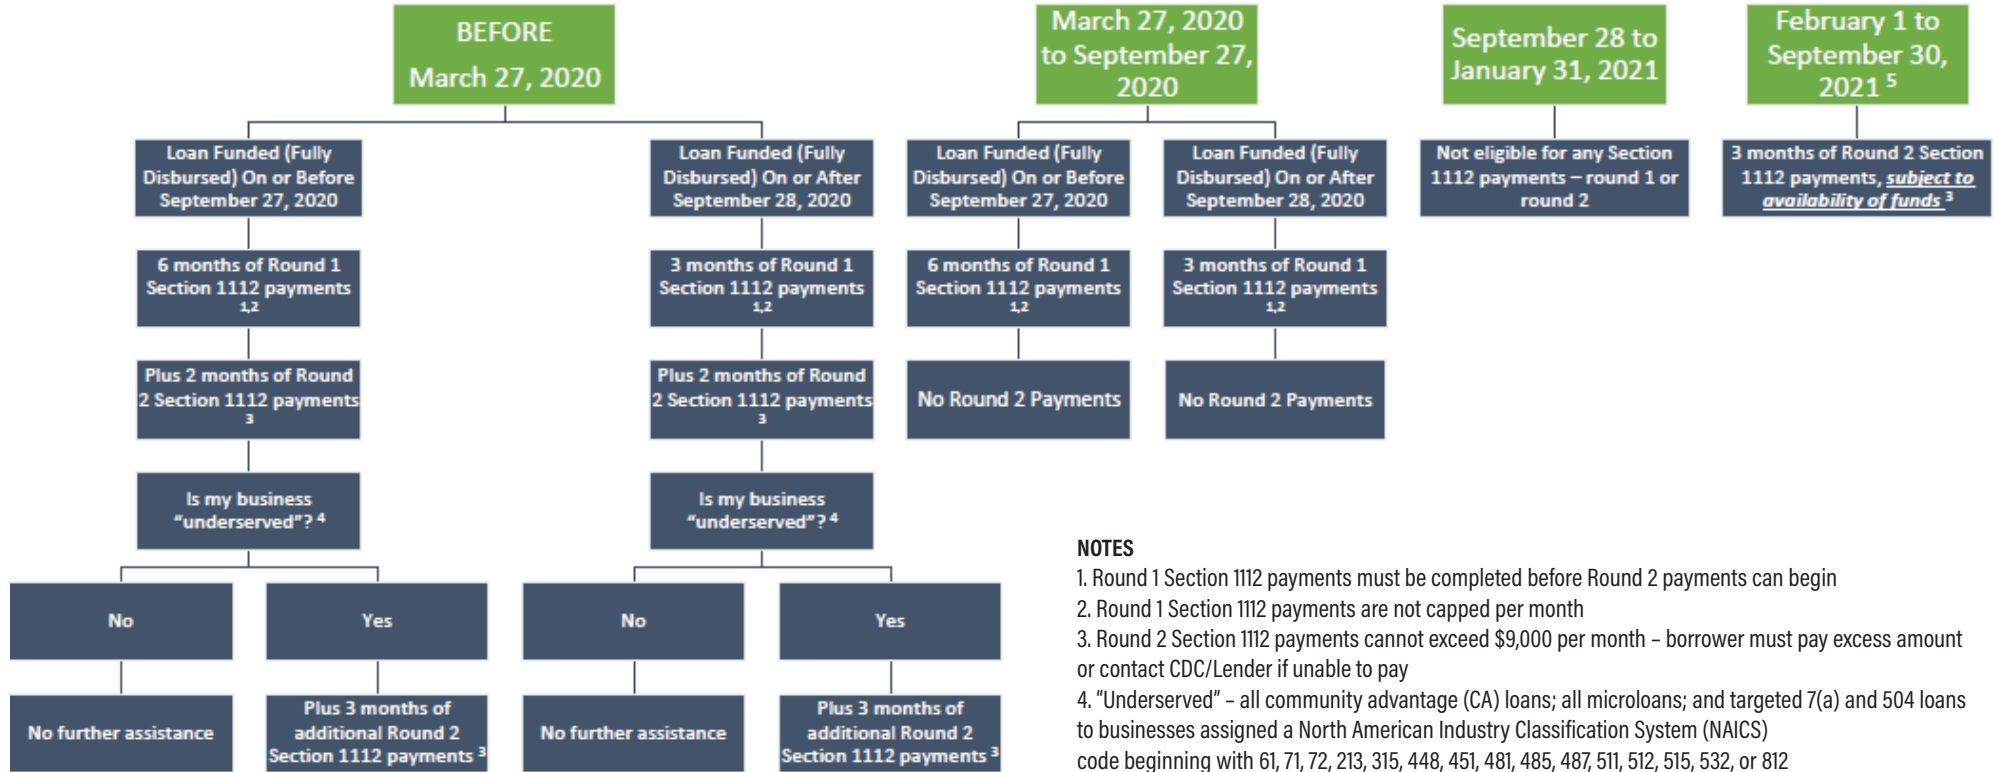 BEFORE
March 27, 2020
March 27, 2020
to September 27,
2020
September 28 to
January 31, 2021
February 1 to
September 30,
2021 5
Loan Funded (Fully
Disbursed) On or Before
September 27, 2020
Loan Funded (Fully
Disbursed) On or After
September 28, 2020
Loan Funded (Fully
Disbursed) On or Before
September 27, 2020
Loan Funded (Fully
Disbursed) On or After
September 28, 2020
Not eligible for any Section
1112 payments – round 1 or
round 2
3 months of Round 2 Section
1112 payments, subject to
availability of funds 3
6 months of Round 1
Section 1112 payments
1,2
3 months of Round 1
Section 1112 payments
1,2
6 months of Round 1
Section 1112 payments
1,2
3 months of Round 1
Section 1112 payments
1,2
Plus 2 months of Round
2 Section 1112 payments
3
Plus 2 months of Round
2 Section 1112 payments
3
No Round 2 Payments
No Round 2 Payments
Is my business
“underserved”? 4
Is my business
“underserved”? 4
No
Yes
No
Yes
No further assistance
Plus 3 months of
additional Round 2
Section 1112 payments 3
No further assistance
Plus 3 months of
additional Round 2
Section 1112 payments 3
NOTES
1. Round 1 Section 1112 payments must be completed before Round 2 payments can begin
2. Round 1 Section 1112 payments are not capped per month
3. Round 2 Section 1112 payments cannot exceed $9,000 per month – borrower must pay excess amount
or contact CDC/Lender if unable to pay
4. “Underserved” – all community advantage (CA) loans; all microloans; and targeted 7(a) and 504 loans
to businesses assigned a North American Industry Classification System (NAICS)
code beginning with 61, 71, 72, 213, 315, 448, 451, 481, 485, 487, 511, 512, 515, 532, or 812